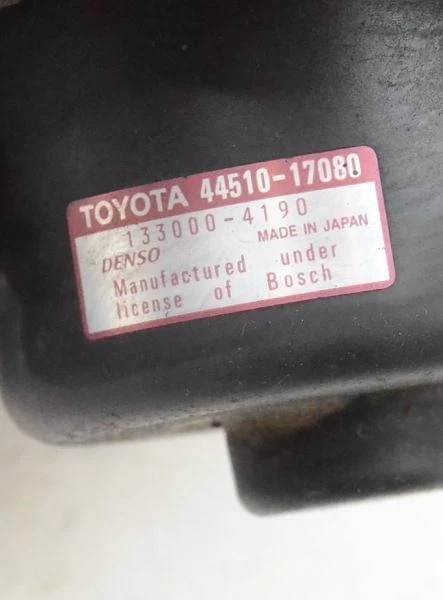 TOYOTA 44510-17080
133000-4190
DENSO MADE IN JAPAN
Manufactured under
license of Bosch